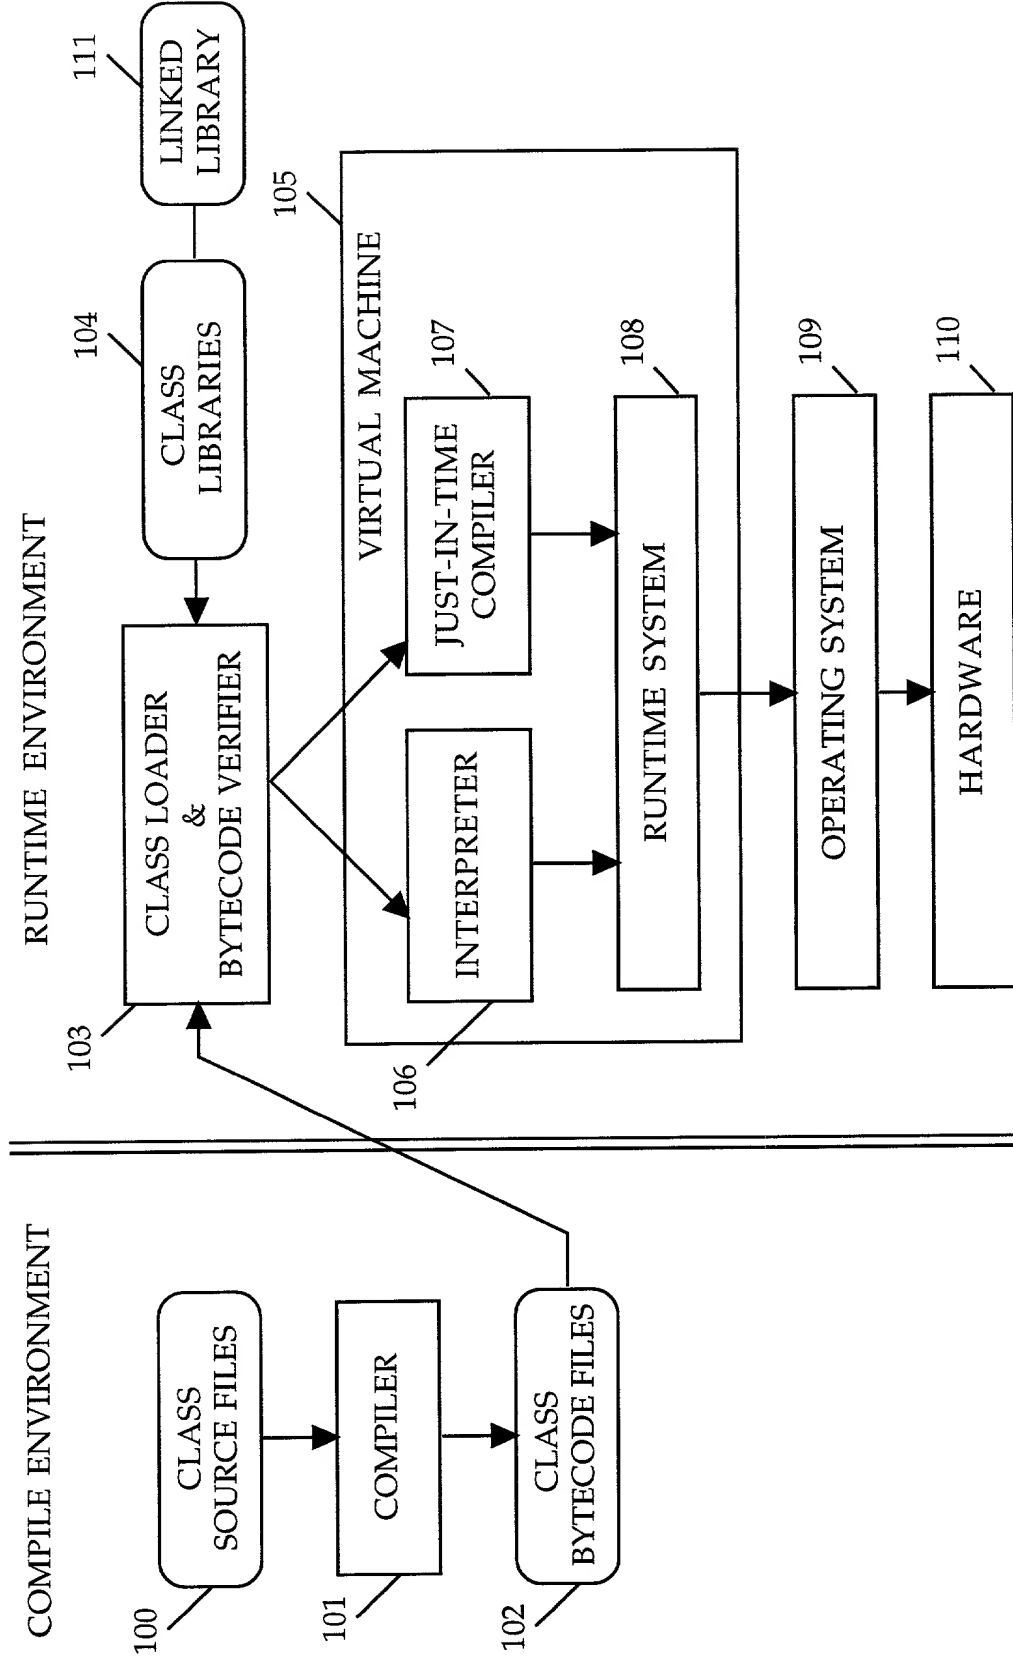 COMPILE ENVIRONMENT
100
CLASS
SOURCE FILES
101
COMPILER
102
CLASS
BYTECODE FILES
RUNTIME ENVIRONMENT
103
CLASS LOADER
&
BYTECODE VERIFIER
104
CLASS
LIBRARIES
111
LINKED
LIBRARY
105
VIRTUAL MACHINE
106
INTERPRETER
107
JUST-IN-TIME
COMPILER
108
RUNTIME SYSTEM
109
OPERATING SYSTEM
110
HARDWARE